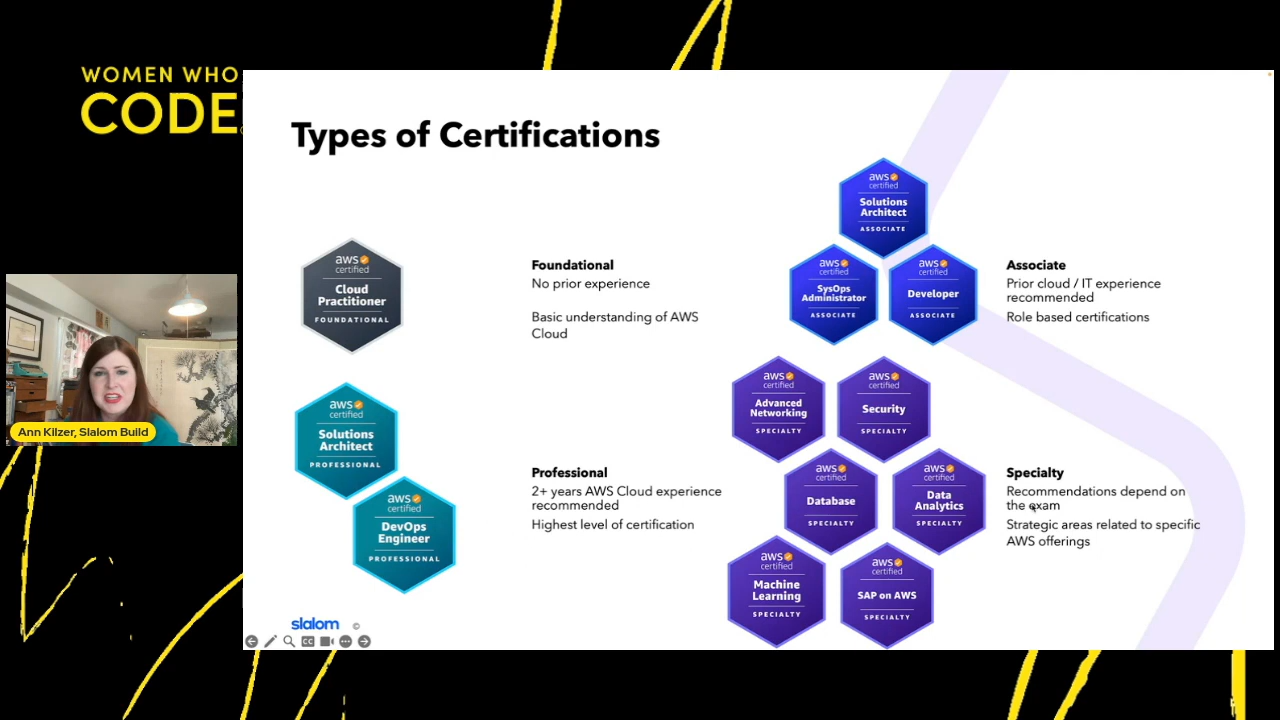 WOMEN WHO
CODE
Types of Certifications
aws
certified
Cloud
Practitioner
FOUNDATIONAL
Foundational
No prior experience
Basic understanding of AWS
Cloud
aws
certified
Solutions
Architect
ASSOCIATE
aws
certified
SysOps
Administrator
ASSOCIATE
aws
certified
Developer
ASSOCIATE
Associate
Prior cloud / IT experience
recommended
Role based certifications
Ann Kilzer, Slalom Build
aws
certified
Solutions
Architect
PROFESSIONAL
aws
certified
DevOps
Engineer
PROFESSIONAL
Professional
2+ years AWS Cloud experience
recommended
Highest level of certification
aws
certified
Advanced
Networking
SPECIALTY
aws
certified
Security
SPECIALTY
aws
certified
Database
SPECIALTY
aws
certified
Data
Analytics
SPECIALTY
aws
certified
Machine
Learning
SPECIALTY
aws
certified
SAP on AWS
SPECIALTY
Specialty
Recommendations depend on
the exam
Strategic areas related to specific
AWS offerings
slalom ©
CC